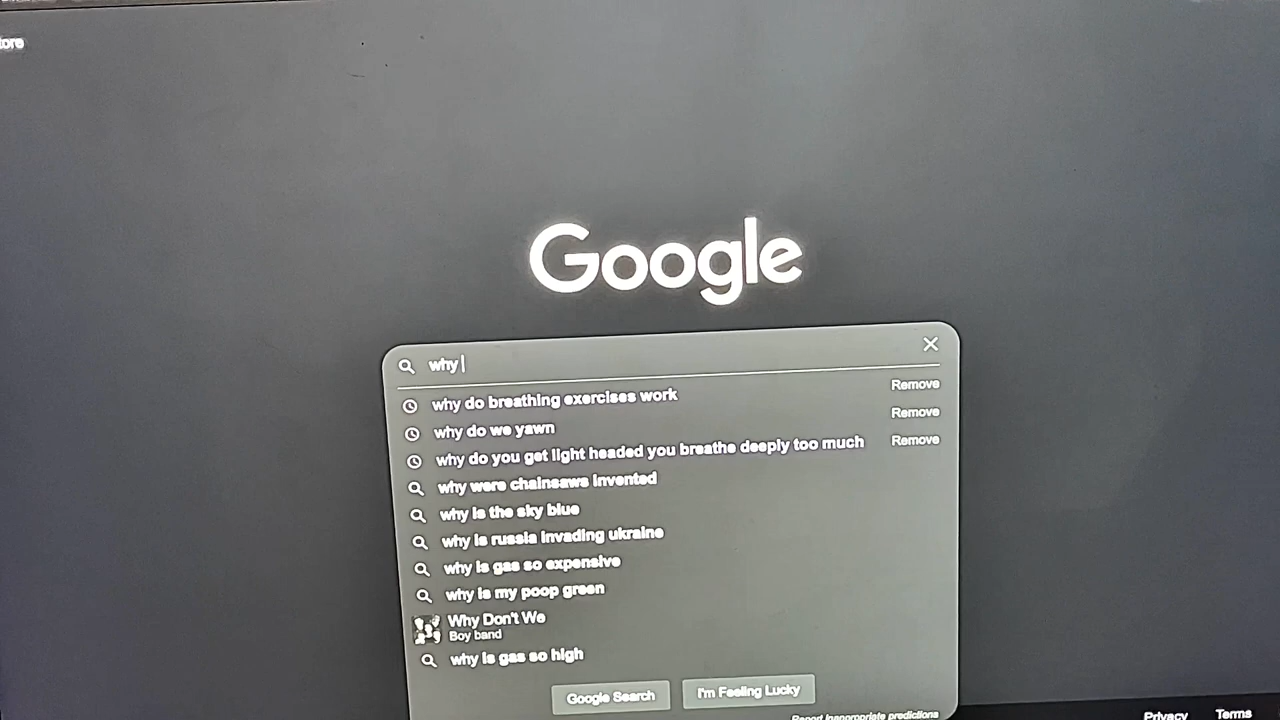 Google
why
why do breathing exercises work
Remove
why do we yawn
Remove
why do you get light headed you breathe deeply too much
Remove
why were chainsaws invented
why is the sky blue
why is russia invading ukraine
why is gas so expensive
why is my poop green
Why Don't We
Boy band
why is gas so high
Google Search
I'm Feeling Lucky
Report inappropriate predictions
Privacy
Terms